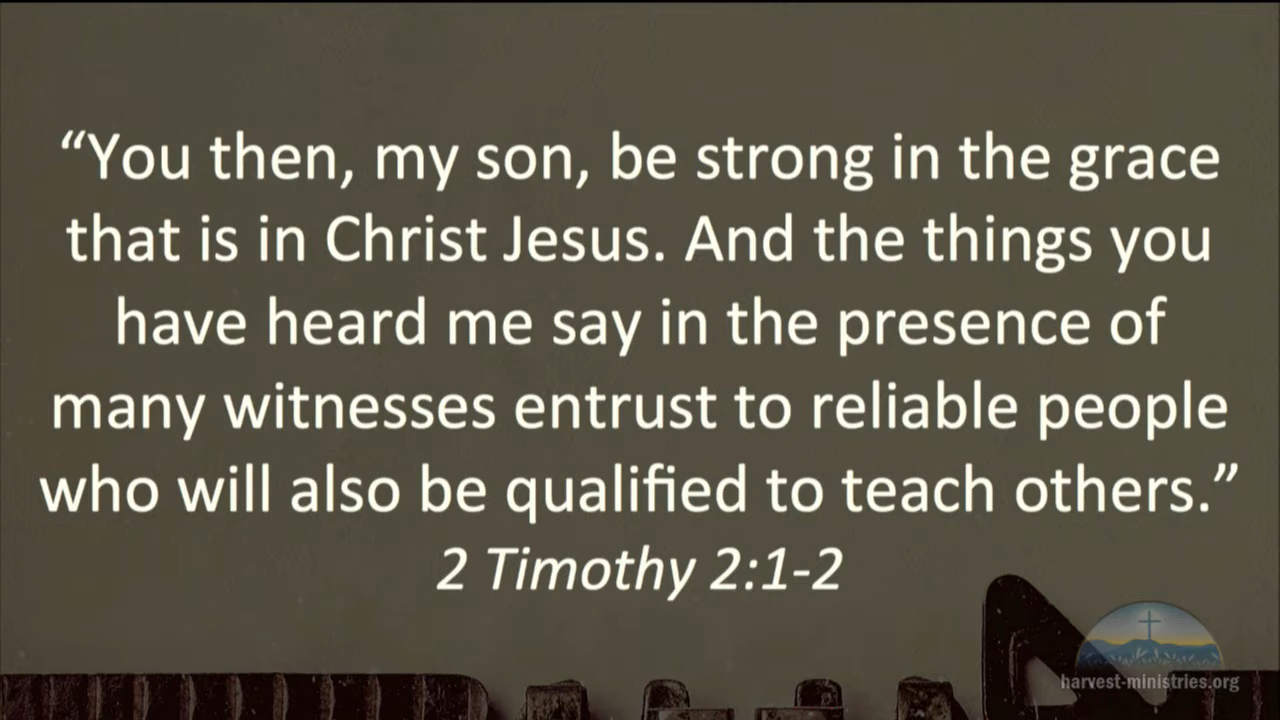 “You then, my son, be strong in the grace
that is in Christ Jesus. And the things you
have heard me say in the presence of
many witnesses entrust to reliable people
who will also be qualified to teach others.”
2 Timothy 2:1-2
harvest-ministries.org